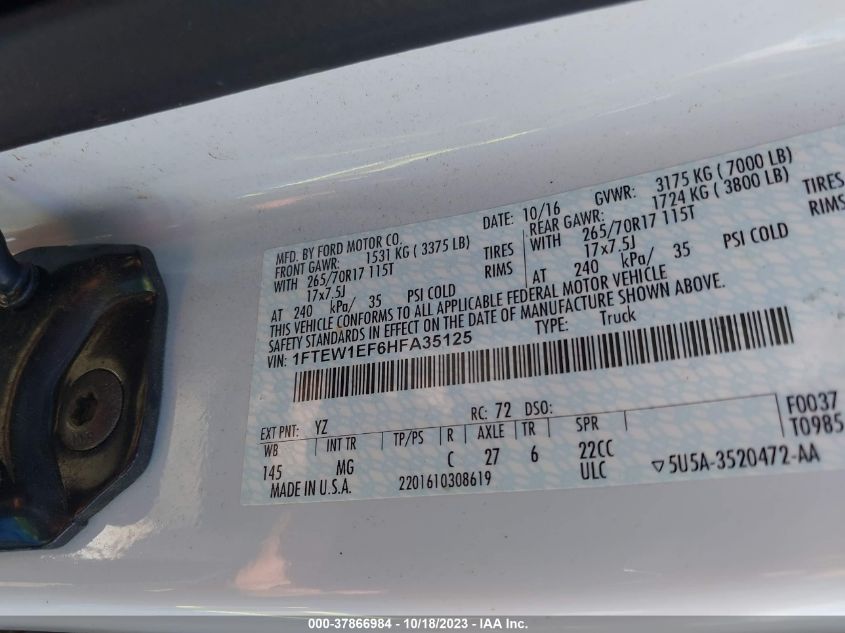 MFD. BY FORD MOTOR CO. DATE: 10/16 GVWR: 3175 KG ( 7000 LB)
FRONT GAWR: 1531 KG ( 3375 LB) REAR GAWR: 1724 KG ( 3800 LB)
WITH 265/70R17 115T TIRES WITH 265/70R17 115T TIRES
17x7.5J RIMS 17x7.5J RIMS
AT 240 kPa/ 35 PSI COLD AT 240 kPa/ 35 PSI COLD
THIS VEHICLE CONFORMS TO ALL APPLICABLE FEDERAL MOTOR VEHICLE
SAFETY STANDARDS IN EFFECT ON THE DATE OF MANUFACTURE SHOWN ABOVE.
VIN: 1FTEW1EF6HFA35125 TYPE: Truck
EXT PNT: YZ RC: 72 DSO: F0037
WB INT TR TP/PS R AXLE TR SPR T0985
145 MG C 27 6 22CC
ULC ▽5U5A-3520472-AA
MADE IN U.S.A. 2201610308619
000-37866984 - 10/18/2023 - IAA Inc.